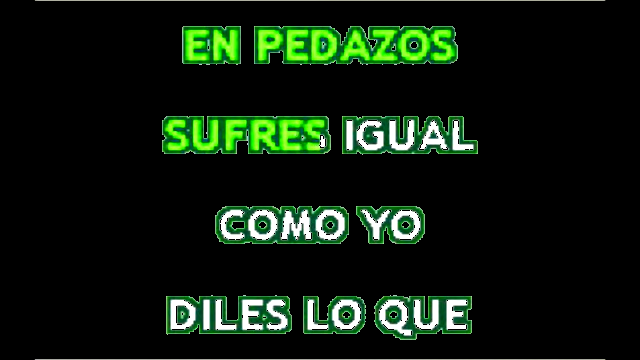 EN PEDAZOS
SUFRES IGUAL
COMO YO
DILES LO QUE